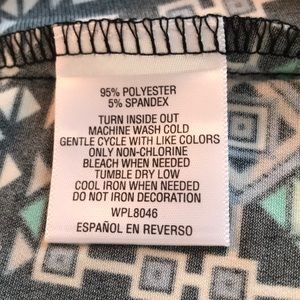 95% POLYESTER
5% SPANDEX
TURN INSIDE OUT
MACHINE WASH COLD
GENTLE CYCLE WITH LIKE COLORS
ONLY NON-CHLORINE
BLEACH WHEN NEEDED
TUMBLE DRY LOW
COOL IRON WHEN NEEDED
DO NOT IRON DECORATION
WPL8046
ESPAÑOL EN REVERSO